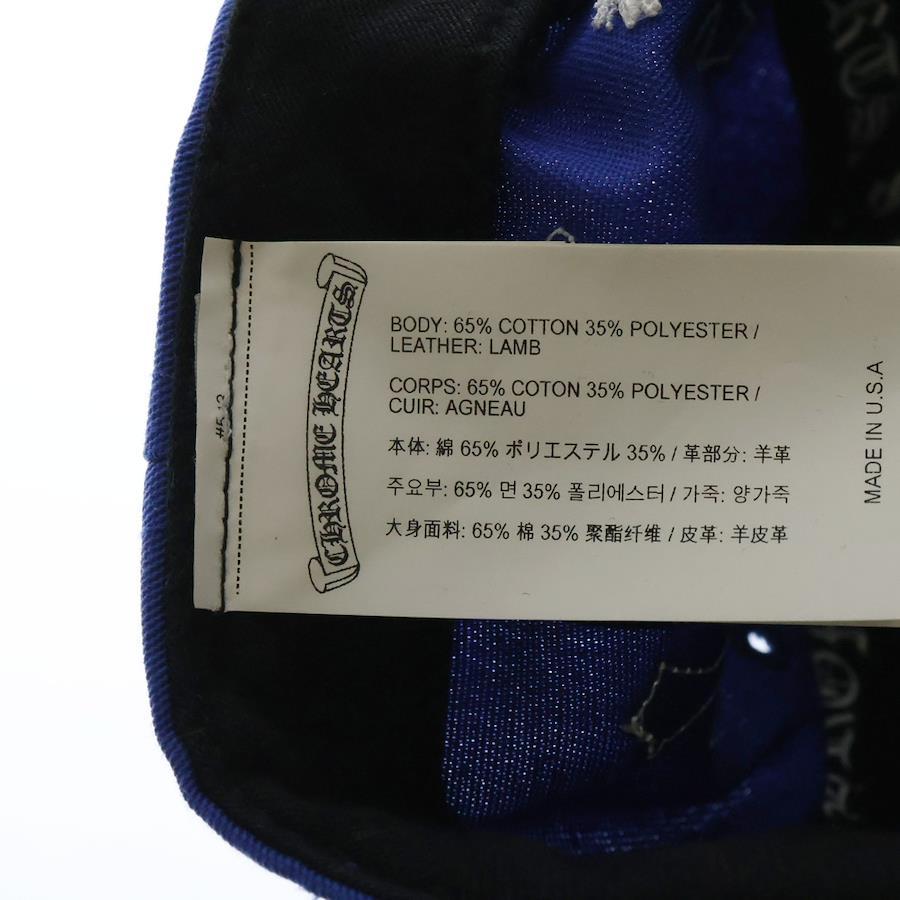 CHROME HEARTS
BODY: 65% COTTON 35% POLYESTER /
LEATHER: LAMB
CORPS: 65% COTON 35% POLYESTER /
CUIR: AGNEAU
本体: 綿 65% ポリエステル 35% / 革部分: 羊革
주요부: 65% 면 35% 폴리에스터 / 가죽: 양가죽
大身面料: 65% 棉 35% 聚酯纤维 / 皮革: 羊皮革
MADE IN U.S.A